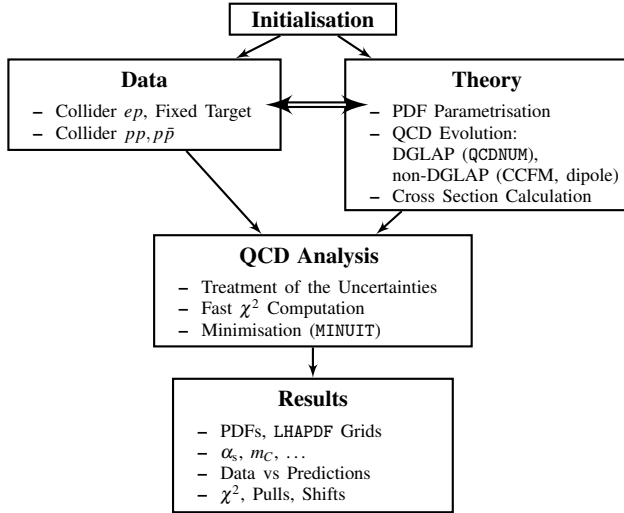 Initialisation
Data
– Collider ep, Fixed Target
– Collider pp, pp̄
Theory
– PDF Parametrisation
– QCD Evolution:
DGLAP (QCDNUM),
non-DGLAP (CCFM, dipole)
– Cross Section Calculation
QCD Analysis
– Treatment of the Uncertainties
– Fast χ² Computation
– Minimisation (MINUIT)
Results
– PDFs, LHAPDF Grids
– αs, mC, …
– Data vs Predictions
– χ², Pulls, Shifts